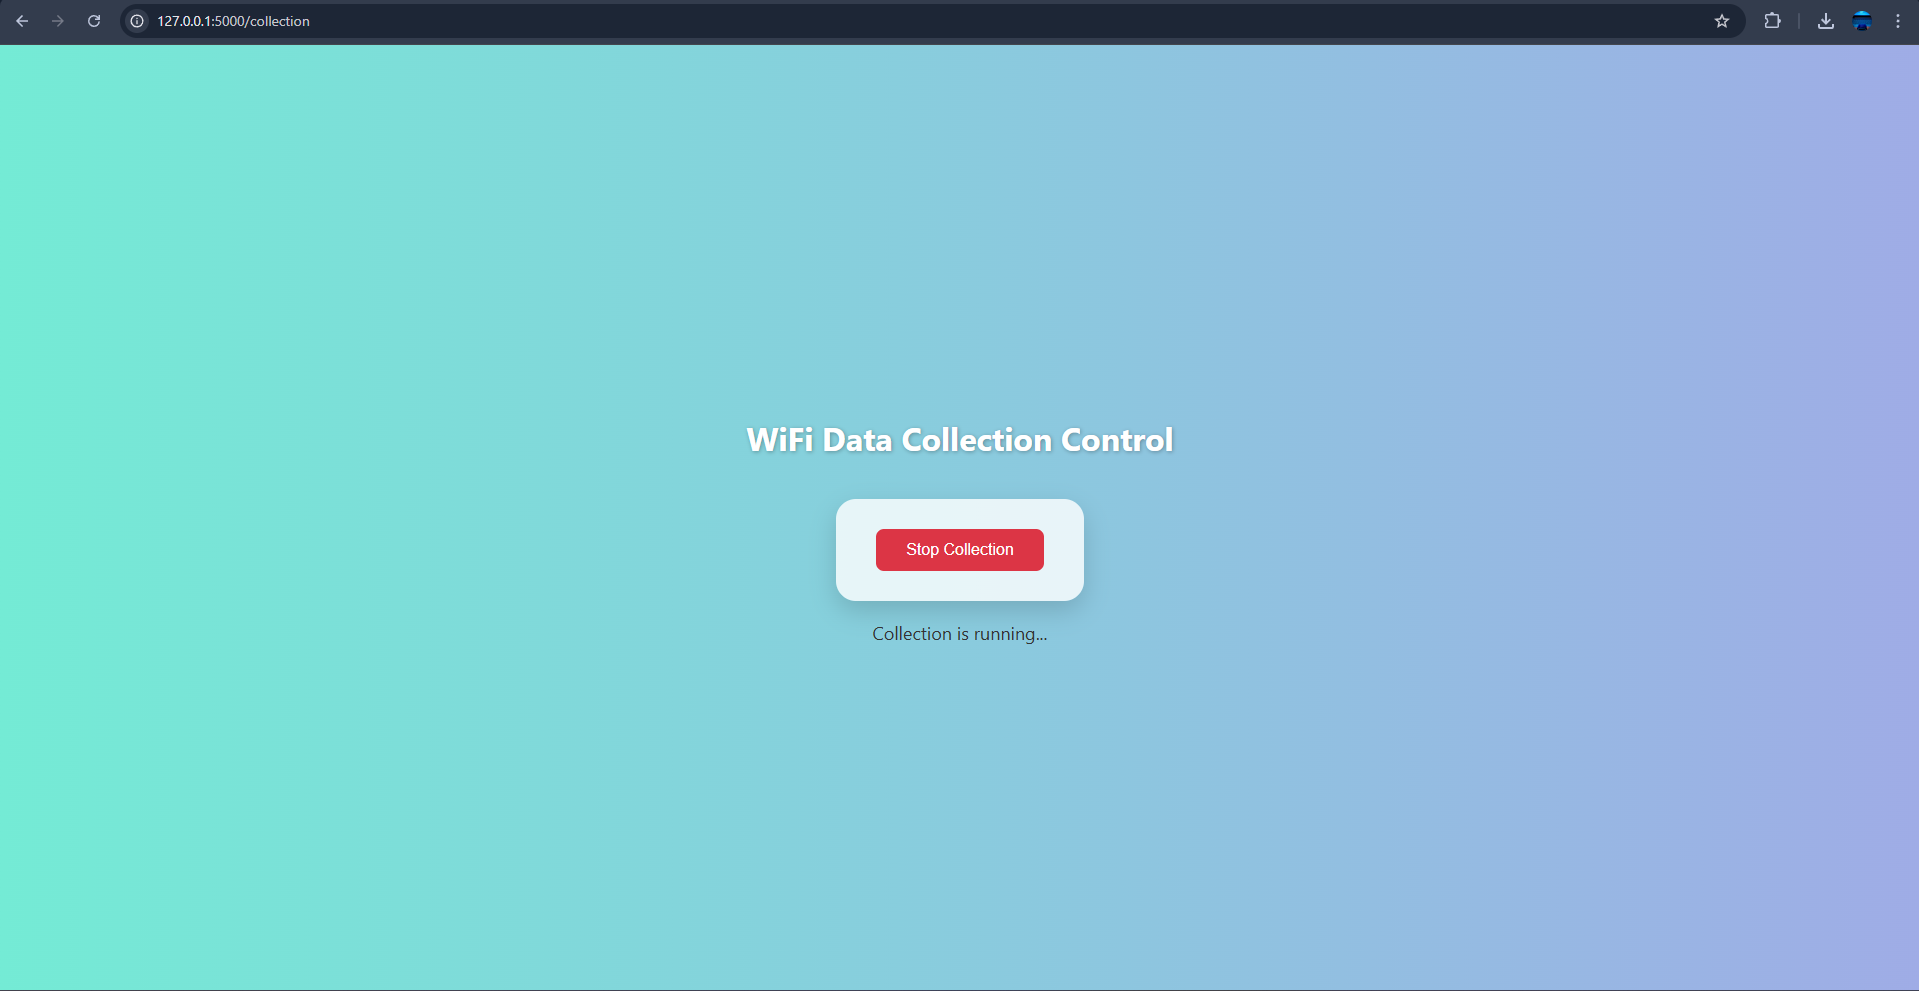 127.0.0.1:5000/collection
WiFi Data Collection Control
Stop Collection
Collection is running...